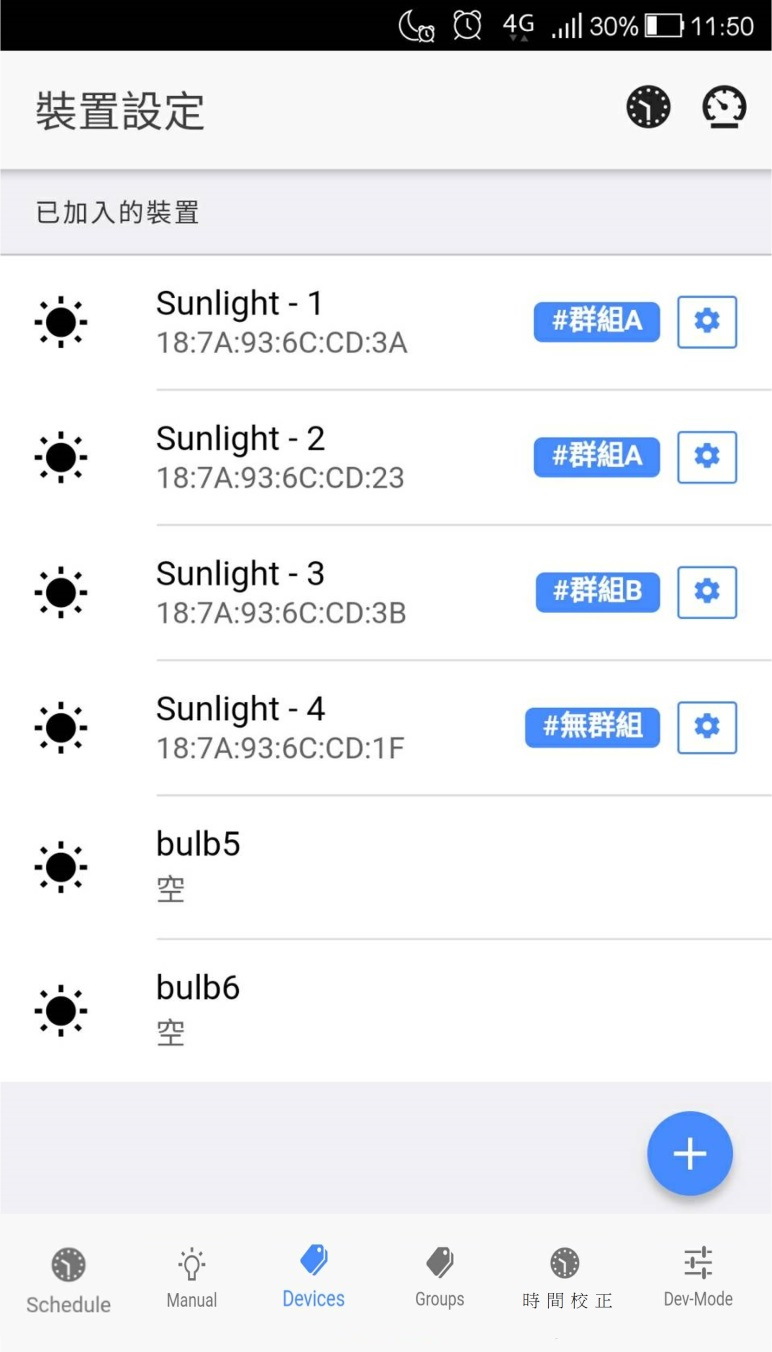 4G 30% 11:50
裝置設定
已加入的裝置
Sunlight - 1
18:7A:93:6C:CD:3A
#群組A
Sunlight - 2
18:7A:93:6C:CD:23
#群組A
Sunlight - 3
18:7A:93:6C:CD:3B
#群組B
Sunlight - 4
18:7A:93:6C:CD:1F
#無群組
bulb5
空
bulb6
空
Schedule Manual Devices Groups 時間校正 Dev-Mode